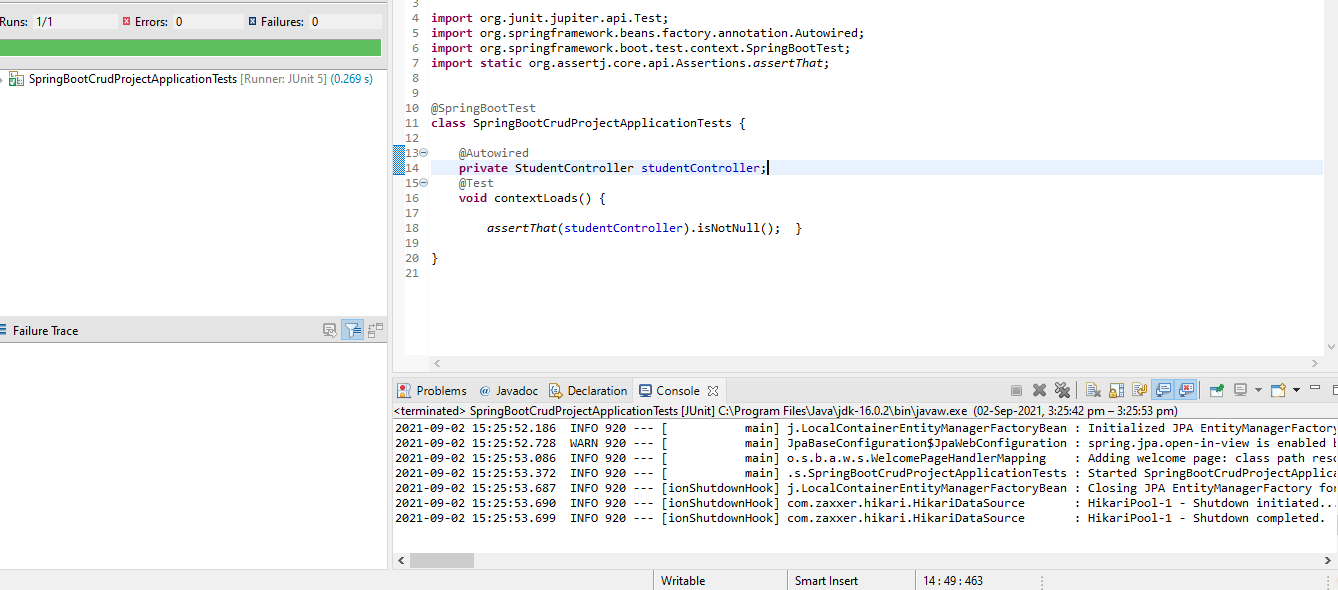 Runs: 1/1 Errors: 0 Failures: 0
SpringBootCrudProjectApplicationTests [Runner: JUnit 5] (0.269 s)
Failure Trace
3
4 import org.junit.jupiter.api.Test;
5 import org.springframework.beans.factory.annotation.Autowired;
6 import org.springframework.boot.test.context.SpringBootTest;
7 import static org.assertj.core.api.Assertions.assertThat;
8
9
10 @SpringBootTest
11 class SpringBootCrudProjectApplicationTests {
12
13 @Autowired
14 private StudentController studentController;
15 @Test
16 void contextLoads() {
17
18 assertThat(studentController).isNotNull(); }
19
20 }
21
Problems @ Javadoc Declaration Console
<terminated> SpringBootCrudProjectApplicationTests [JUnit] C:\Program Files\Java\jdk-16.0.2\bin\javaw.exe (02-Sep-2021, 3:25:42 pm – 3:25:53 pm)
2021-09-02 15:25:52.186 INFO 920 --- [ main] j.LocalContainerEntityManagerFactoryBean : Initialized JPA EntityManagerFactory
2021-09-02 15:25:52.728 WARN 920 --- [ main] JpaBaseConfiguration$JpaWebConfiguration : spring.jpa.open-in-view is enabled
2021-09-02 15:25:53.086 INFO 920 --- [ main] o.s.b.a.w.s.WelcomePageHandlerMapping : Adding welcome page: class path
2021-09-02 15:25:53.372 INFO 920 --- [ main] .s.SpringBootCrudProjectApplicationTests : Started
2021-09-02 15:25:53.687 INFO 920 --- [ionShutdownHook] j.LocalContainerEntityManagerFactoryBean : Closing JPA EntityManagerFactory for
2021-09-02 15:25:53.690 INFO 920 --- [ionShutdownHook] com.zaxxer.hikari.HikariDataSource : HikariPool-1 - Shutdown initiated...
2021-09-02 15:25:53.699 INFO 920 --- [ionShutdownHook] com.zaxxer.hikari.HikariDataSource : HikariPool-1 - Shutdown completed.
Writable Smart Insert 14 : 49 : 463